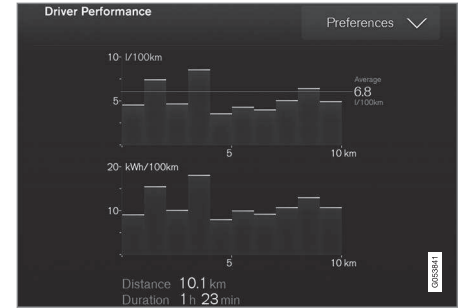 Driver Performance
Preferences
10- l/100km
Average
6.8
l/100km
5-
5 10 km
20- kWh/100km
10-
5 10 km
Distance 10.1 km
Duration 1 h 23 min
G053841